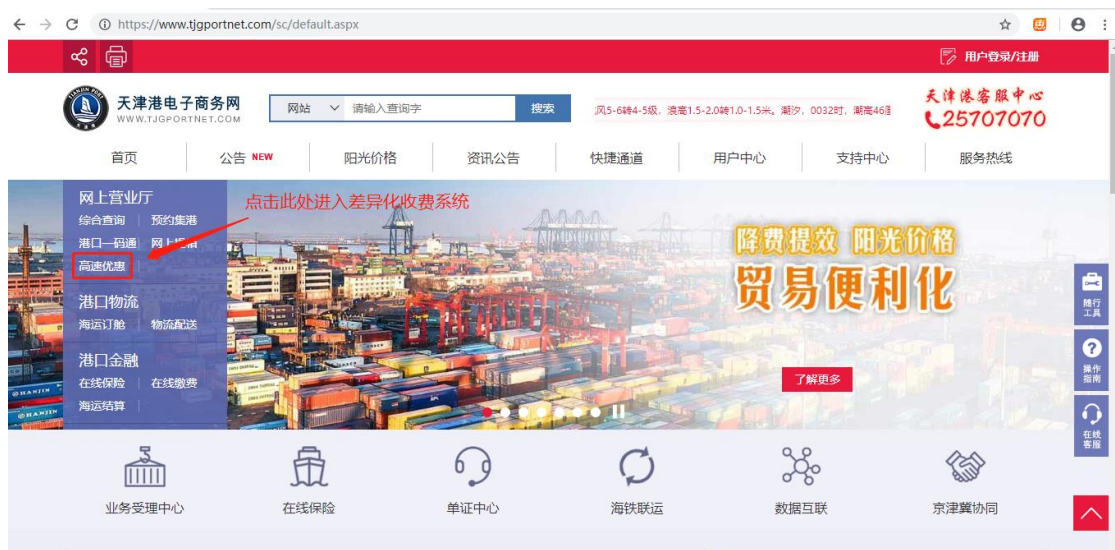 https://www.tjgportnet.com/sc/default.aspx
用户登录/注册
TIANJIN PORT
天津港
天津港电子商务网
WWW.TJGPORTNET.COM
网站 请输入查询字 搜索
风5-6转4-5级，浪高1.5-2.0转1.0-1.5米。潮汐，0032时，潮高46
天津港客服中心
25707070
首页 公告 NEW 阳光价格 资讯公告 快捷通道 用户中心 支持中心 服务热线
网上营业厅
点击此处进入差异化收费系统
综合查询 预约集港
港口一码通 网上
高速优惠
港口物流
海运订舱 物流配送
港口金融
在线保险 在线缴费
海运结算
降费提效 阳光价格
贸易便利化
了解更多
HANJIN
HANJIN
随行工具
操作指南
在线客服
业务受理中心 在线保险 单证中心 海铁联运 数据互联 京津冀协同